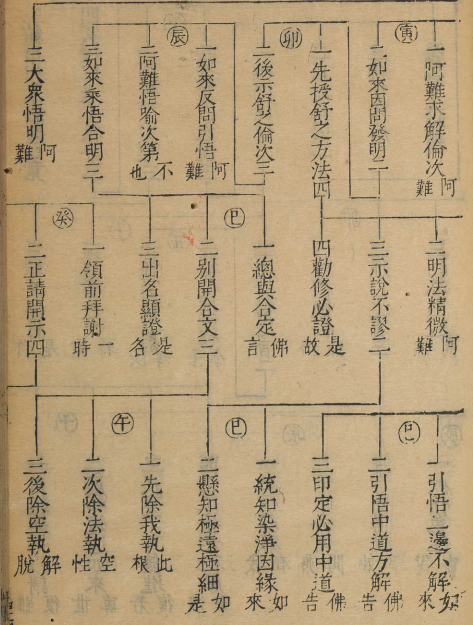 寅
一阿難求解倫次 阿難
二如來因問發明二
卯
一先授舒之方法四
二後示舒之倫次三
辰
一如來反問引悟 阿難
二阿難悟喻次第 不也
三如來乘悟合明三
三大衆悟明 阿難
二明法精微 阿難
三示說不謬二
四勸修必證 是故
巳
一總與合定 佛言
二別開合文三
三出名顯證 是名
癸
一領前拜謝 一時
二正請開示四
巳
一引悟二邊不解 如來
二引悟中道方解 佛告
三印定必用中道 佛告
巳
一統知染淨因緣 如來
二懸知極遠極細 如是
午
一先除我執 此根
二次除法執 空性
三後除空執 解脫